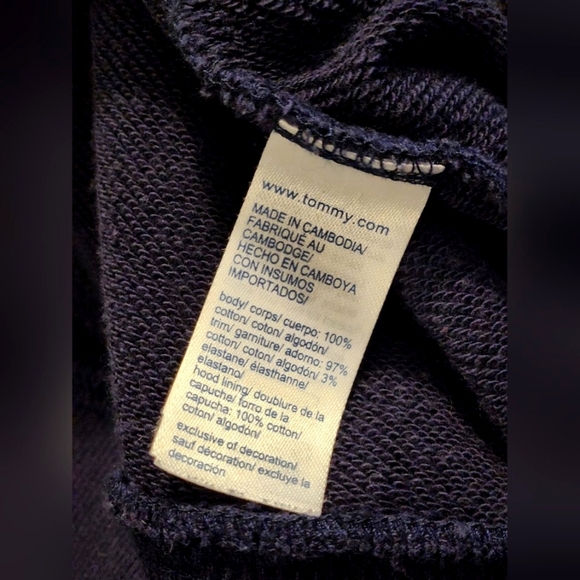 www.tommy.com
MADE IN CAMBODIA/
FABRIQUÉ AU
CAMBODGE/
HECHO EN CAMBOYA
CON INSUMOS
IMPORTADOS/
body/ corps/ cuerpo: 100%
cotton/ coton/ algodón/
trim/ garniture/ adorno: 97%
cotton/ coton/ algodón/ 3%
elastane/ élasthanne/
elastano/
hood lining/ doublure de la
capuche/ forro de la
capucha: 100% cotton/
coton/ algodón/
exclusive of decoration/
sauf décoration/ excluye la
decoración